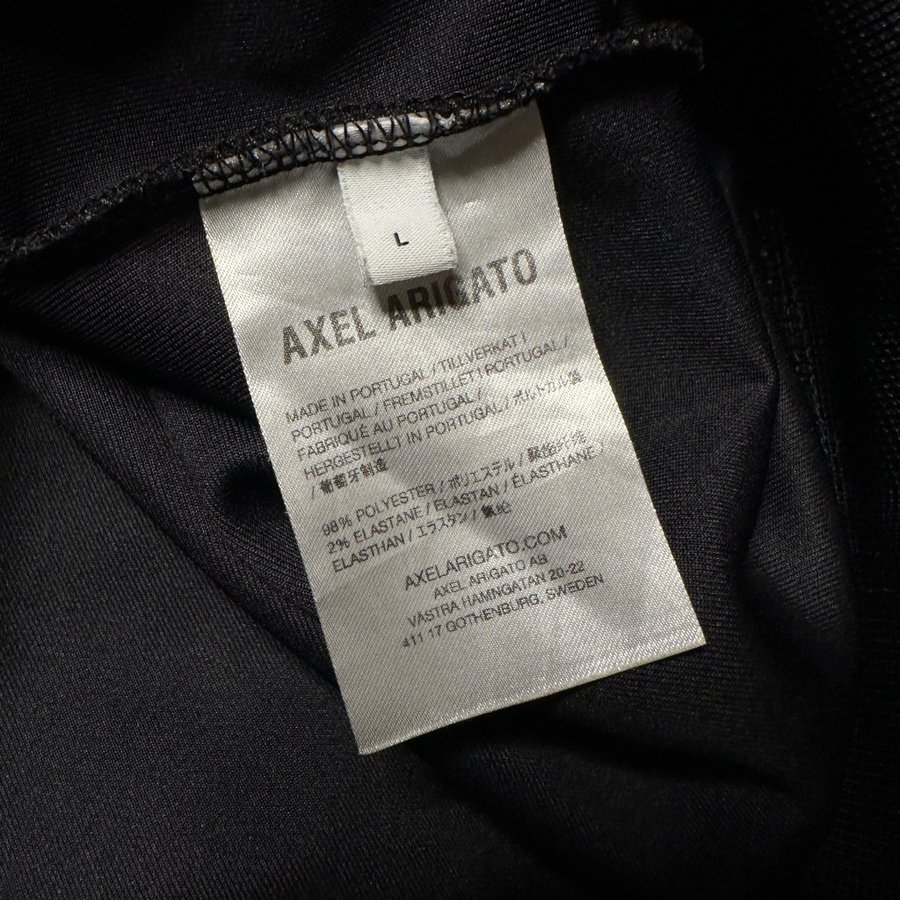 L
AXEL ARIGATO
MADE IN PORTUGAL / TILLVERKAT I
PORTUGAL / FREMSTILLET I PORTUGAL /
FABRIQUÉ AU PORTUGAL /
HERGESTELLT IN PORTUGAL / ポルトガル製
/ 葡萄牙制造
98% POLYESTER / ポリエステル / 聚酯纤维
2% ELASTANE / ELASTAN / ÉLASTHANE /
ELASTHAN / エラスタン /
AXELARIGATO.COM
AXEL ARIGATO AB
VÄSTRA HAMNGATAN 20-22
411 17 GOTHENBURG, SWEDEN